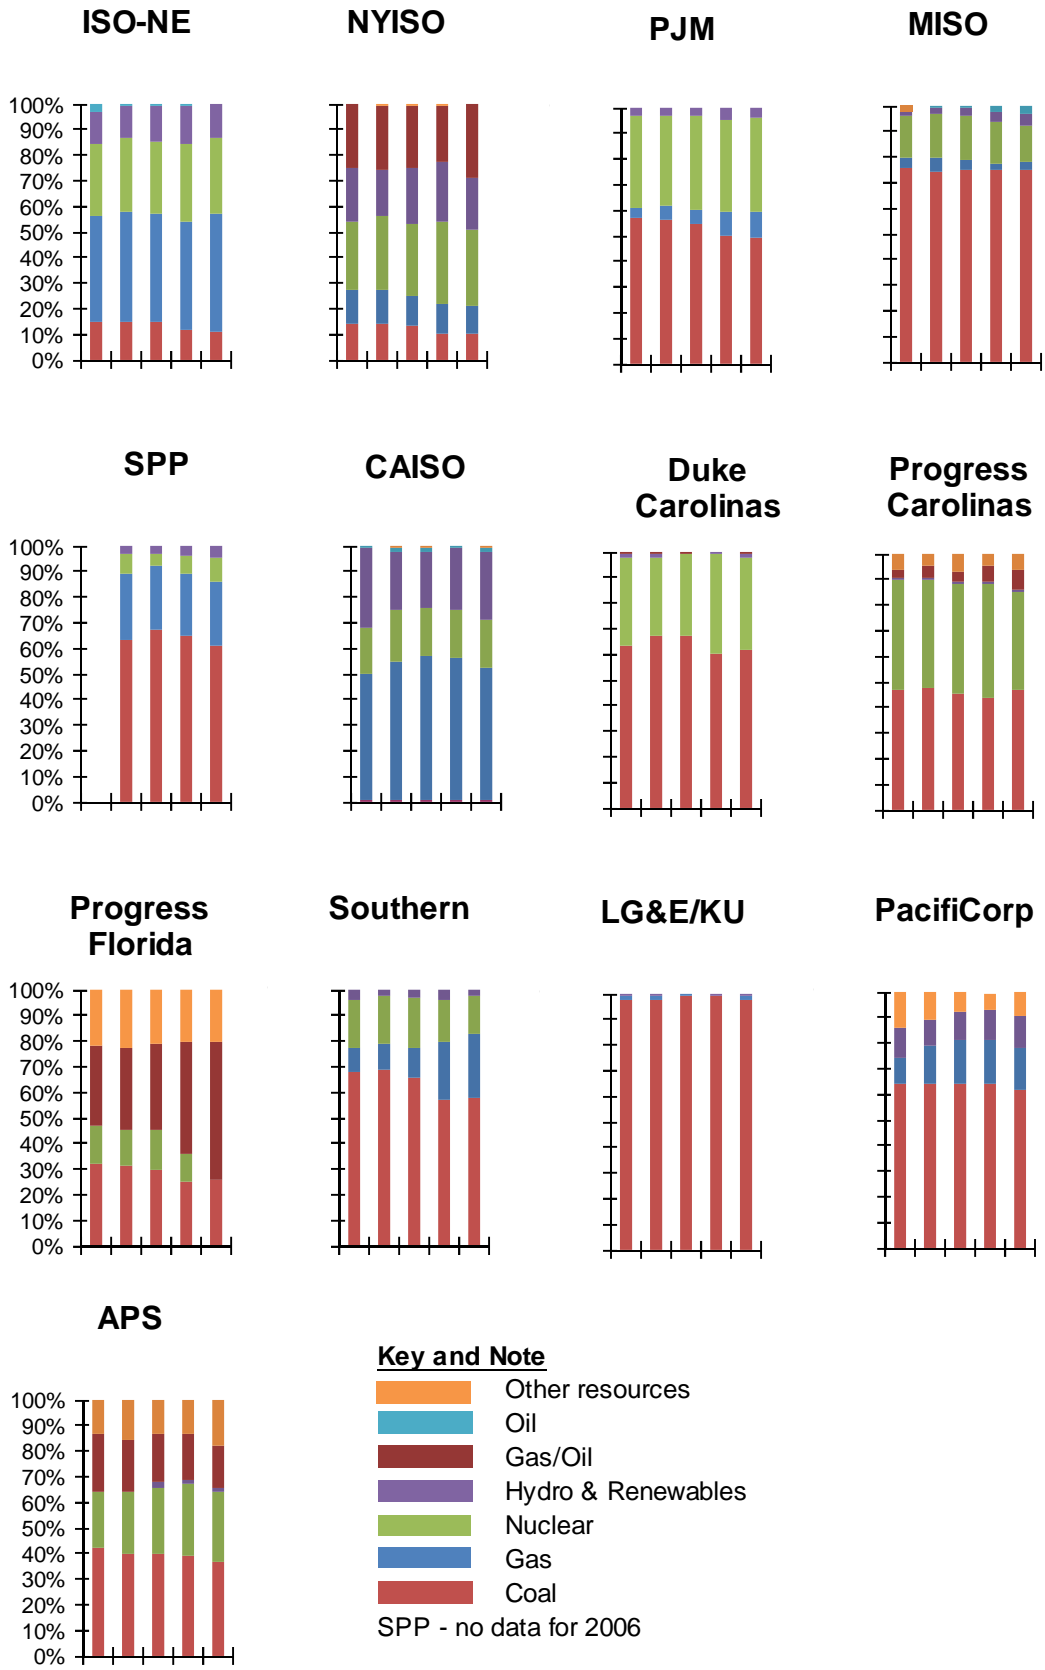 ISO-NE NYISO PJM MISO
100%
90%
80%
70%
60%
50%
40%
30%
20%
10%
0%
SPP CAISO Duke Progress
Carolinas Carolinas
100%
90%
80%
70%
60%
50%
40%
30%
20%
10%
0%
Progress Southern LG&E/KU PacifiCorp
Florida
100%
90%
80%
70%
60%
50%
40%
30%
20%
10%
0%
APS
100%
90%
80%
70%
60%
50%
40%
30%
20%
10%
0%
Key and Note
Other resources
Oil
Gas/Oil
Hydro & Renewables
Nuclear
Gas
Coal
SPP - no data for 2006